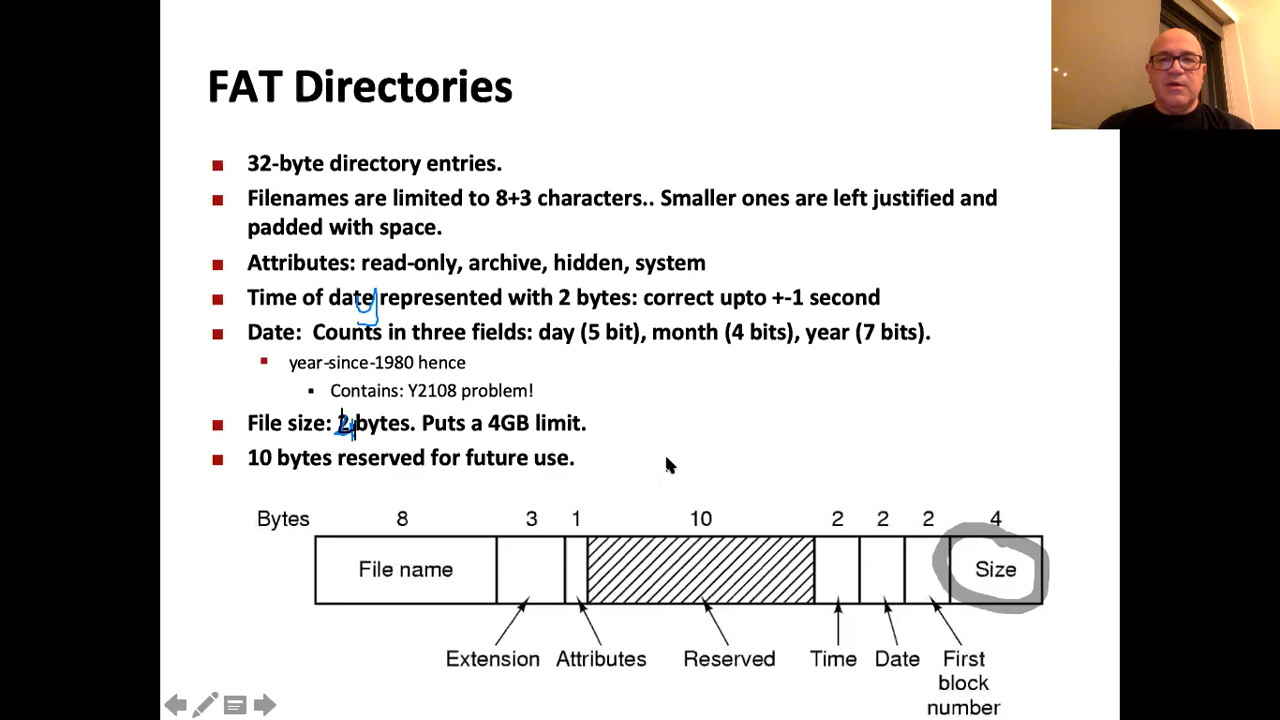 FAT Directories
32-byte directory entries.
Filenames are limited to 8+3 characters.. Smaller ones are left justified and
padded with space.
Attributes: read-only, archive, hidden, system
Time of date represented with 2 bytes: correct upto +-1 second
y
Date: Counts in three fields: day (5 bit), month (4 bits), year (7 bits).
year-since-1980 hence
Contains: Y2108 problem!
File size: 4 bytes. Puts a 4GB limit.
10 bytes reserved for future use.
Bytes 8 3 1 10 2 2 2 4
File name Size
Extension Attributes Reserved Time Date First
block
number